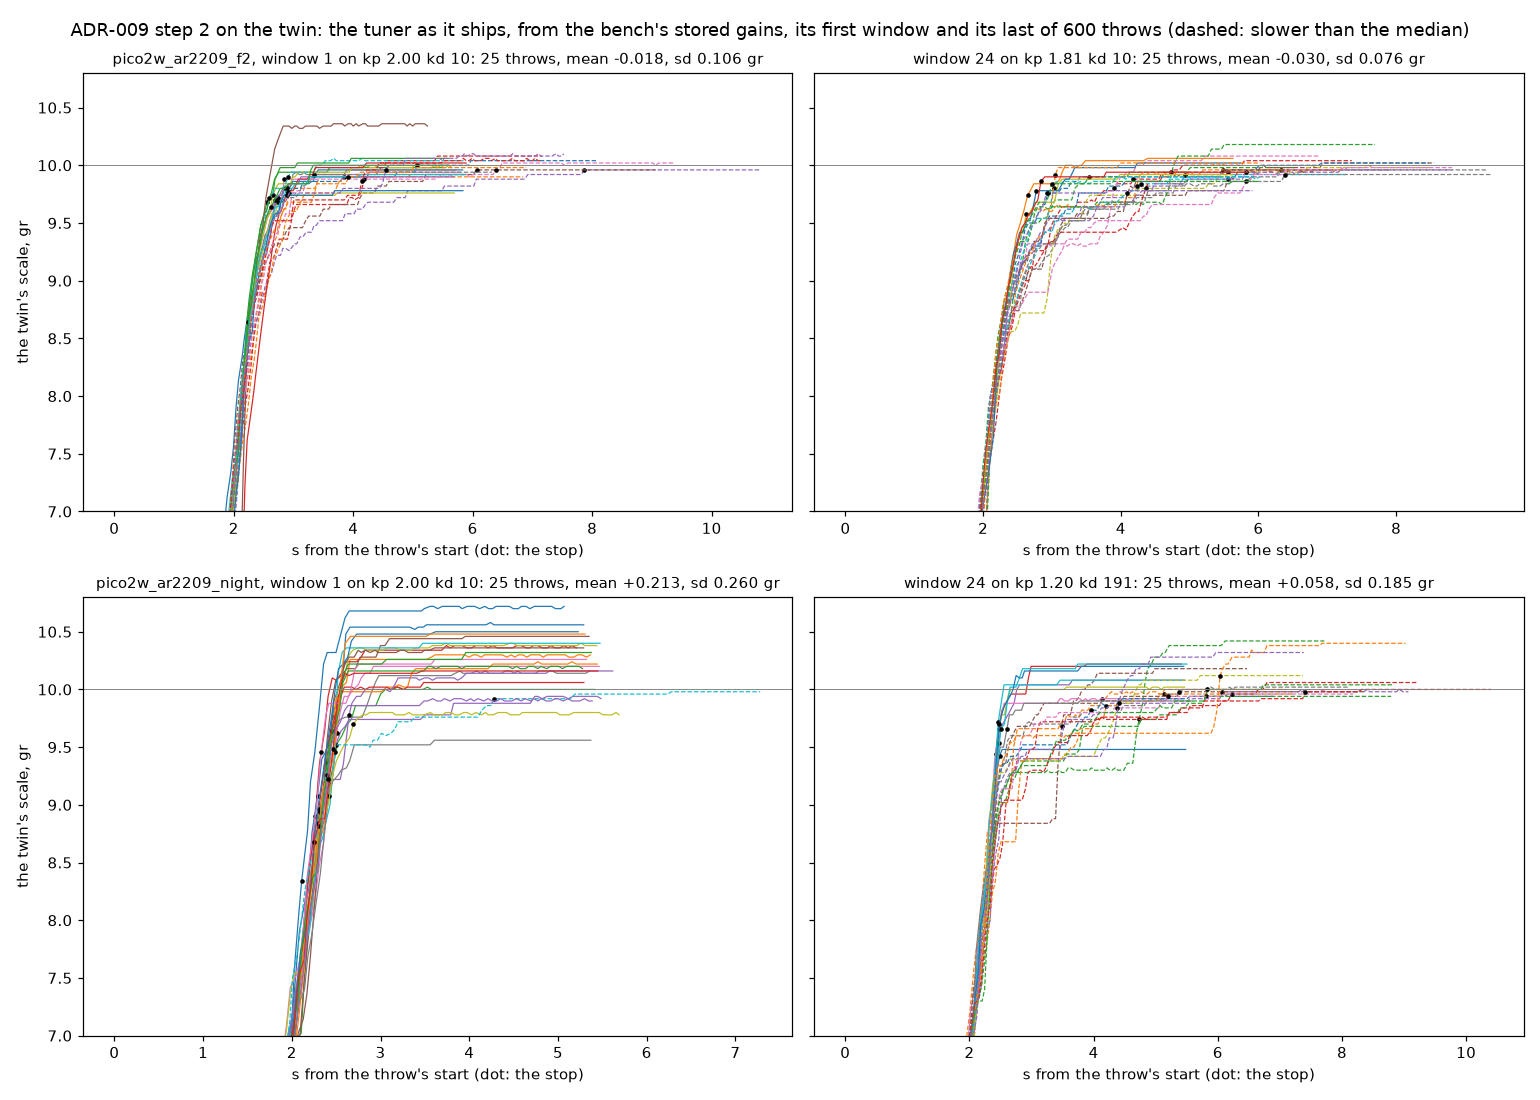 ADR-009 step 2 on the twin: the tuner as it ships, from the bench's stored gains, its first window and its last of 600 throws (dashed: slower than the median)
pico2w_ar2209_f2, window 1 on kp 2.00 kd 10: 25 throws, mean -0.018, sd 0.106 gr
window 24 on kp 1.81 kd 10: 25 throws, mean -0.030, sd 0.076 gr
10.5
10.0
9.5
9.0
8.5
8.0
7.5
7.0
the twin's scale, gr
0 2 4 6 8 10
0 2 4 6 8
s from the throw's start (dot: the stop)
s from the throw's start (dot: the stop)
pico2w_ar2209_night, window 1 on kp 2.00 kd 10: 25 throws, mean +0.213, sd 0.260 gr
window 24 on kp 1.20 kd 191: 25 throws, mean +0.058, sd 0.185 gr
10.5
10.0
9.5
9.0
8.5
8.0
7.5
7.0
the twin's scale, gr
0 1 2 3 4 5 6 7
0 2 4 6 8 10
s from the throw's start (dot: the stop)
s from the throw's start (dot: the stop)